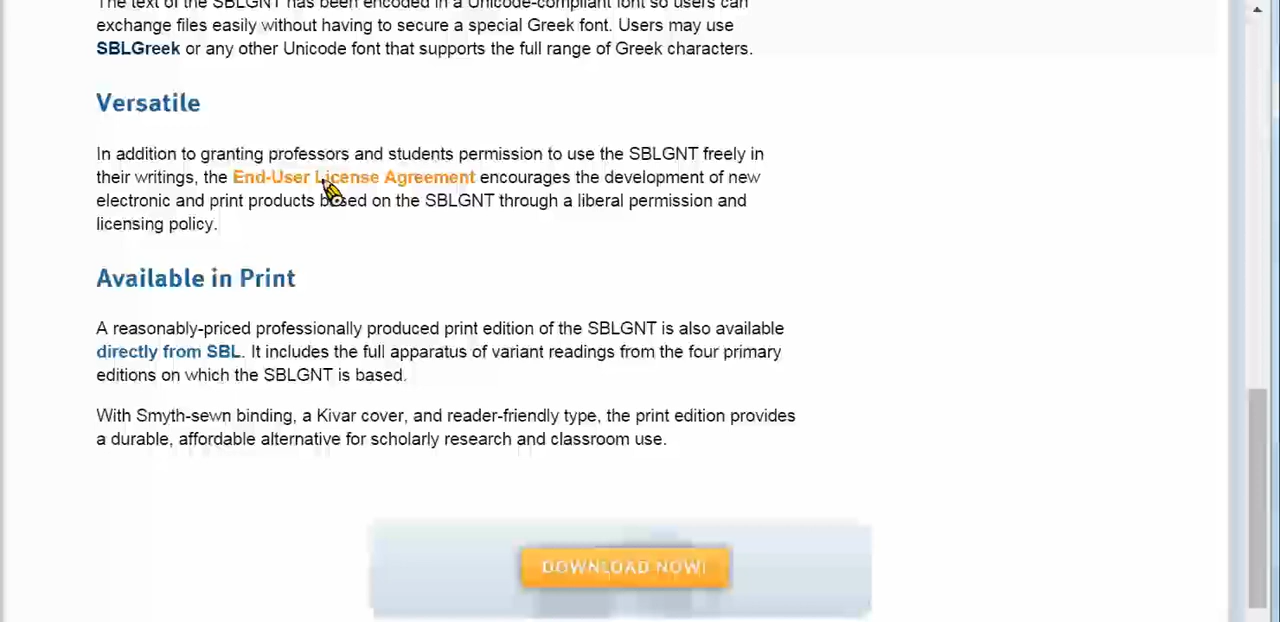 The text of the SBLGNT has been encoded in a Unicode-compliant font so users can
exchange files easily without having to secure a special Greek font. Users may use
SBLGreek or any other Unicode font that supports the full range of Greek characters.
Versatile
In addition to granting professors and students permission to use the SBLGNT freely in
their writings, the End-User License Agreement encourages the development of new
electronic and print products based on the SBLGNT through a liberal permission and
licensing policy.
Available in Print
A reasonably-priced professionally produced print edition of the SBLGNT is also available
directly from SBL. It includes the full apparatus of variant readings from the four primary
editions on which the SBLGNT is based.
With Smyth-sewn binding, a Kivar cover, and reader-friendly type, the print edition provides
a durable, affordable alternative for scholarly research and classroom use.
DOWNLOAD NOW!